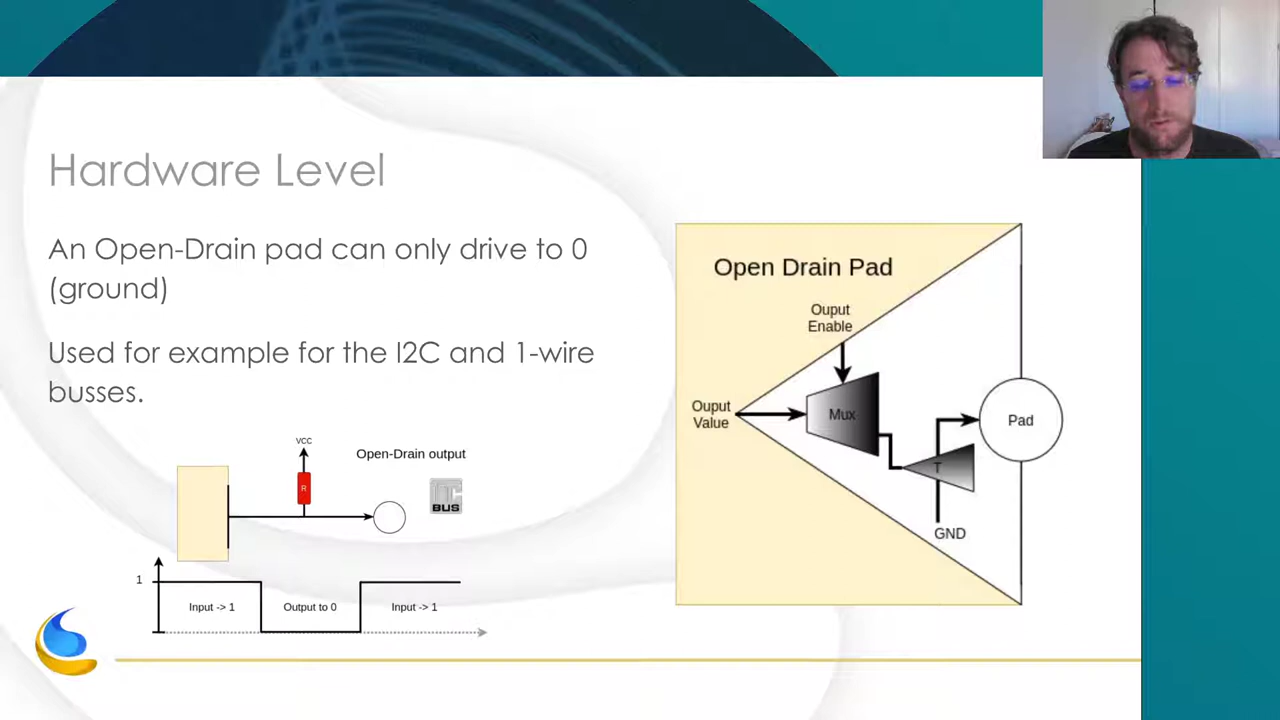 Hardware Level
An Open-Drain pad can only drive to 0
(ground)
Used for example for the I2C and 1-wire
busses.
VCC
Open-Drain output
R
BUS
1
Input -> 1
Output to 0
Input -> 1
Open Drain Pad
Ouput
Enable
Ouput
Value
Mux
T
Pad
GND